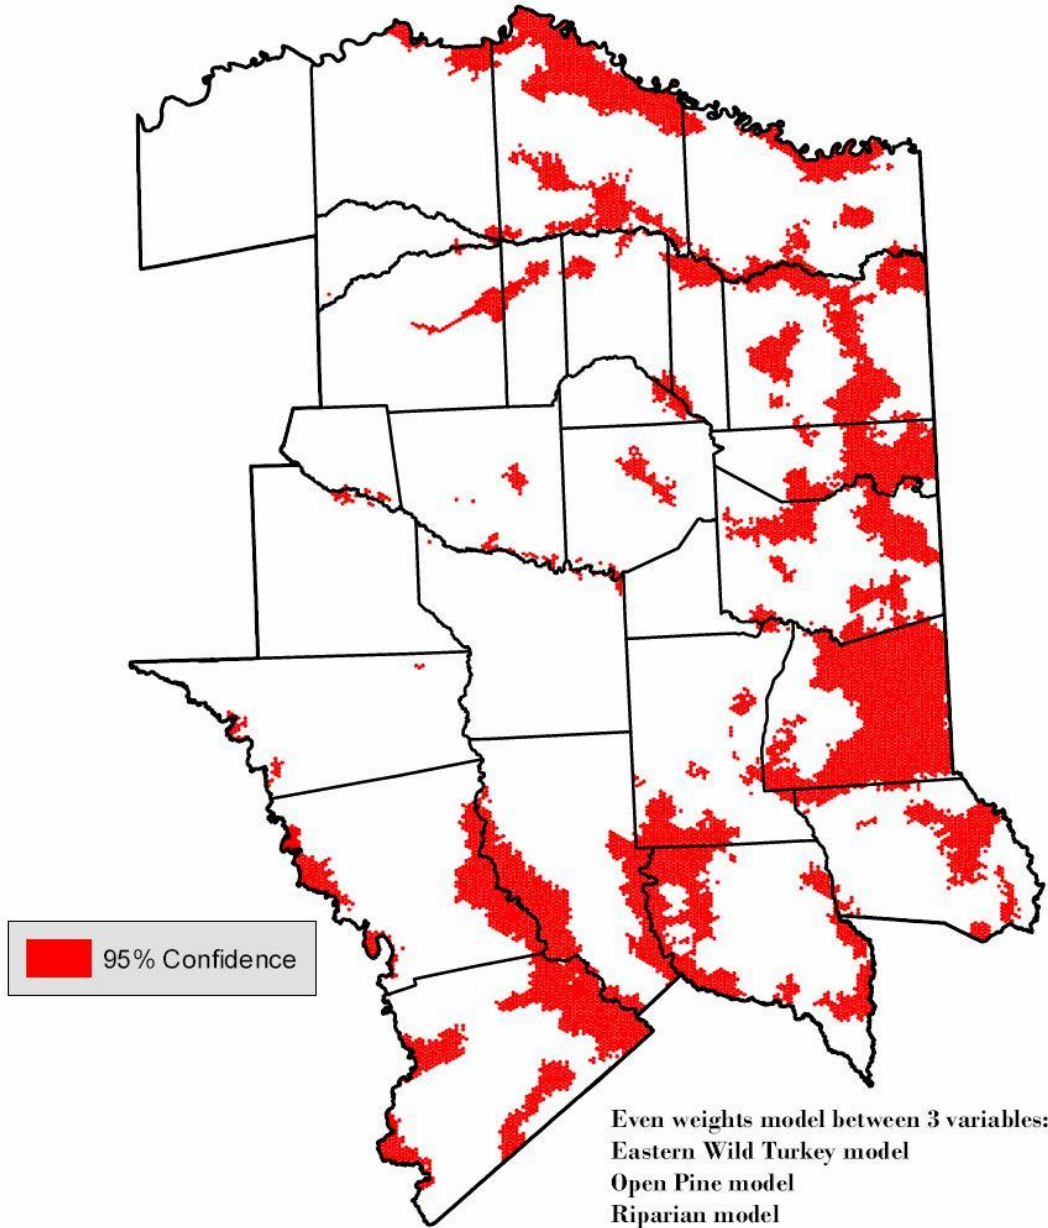 95% Confidence
Even weights model between 3 variables:
Eastern Wild Turkey model
Open Pine model
Riparian model